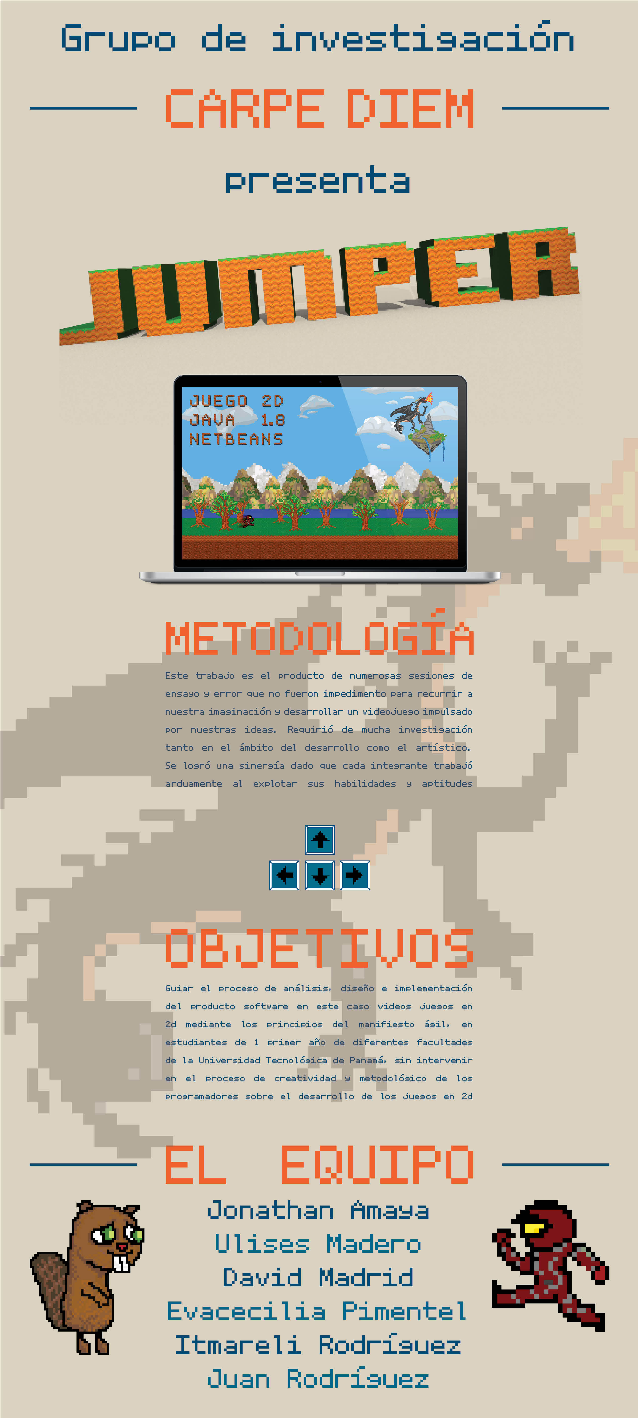 Grupo de investigación
CARPE DIEM
presenta
JUMPER
JUEGO 2D
JAVA 1.8
NETBEANS
METODOLOGÍA
Este trabajo es el producto de numerosas sesiones de
ensayo y error que no fueron impedimento para recurrir a
nuestra imaginación y desarrollar un videojuego impulsado
por nuestras ideas. Requirió de mucha investigación
tanto en el ámbito del desarrollo como el artístico.
Se logró una sinergía dado que cada integrante trabajó
arduamente al explotar sus habilidades y aptitudes
OBJETIVOS
Guiar el proceso de análisis, diseño e implementación
del producto software en este caso videos juegos en
2d mediante los principios del manifiesto ágil, en
estudiantes de 1 primer año de diferentes facultades
de la Universidad Tecnológica de Panamá, sin intervenir
en el proceso de creatividad y metodológico de los
programadores sobre el desarrollo de los juegos en 2d
EL EQUIPO
Jonathan Amaya
Ulises Madero
David Madrid
Evacecilia Pimentel
Itmareli Rodríguez
Juan Rodríguez